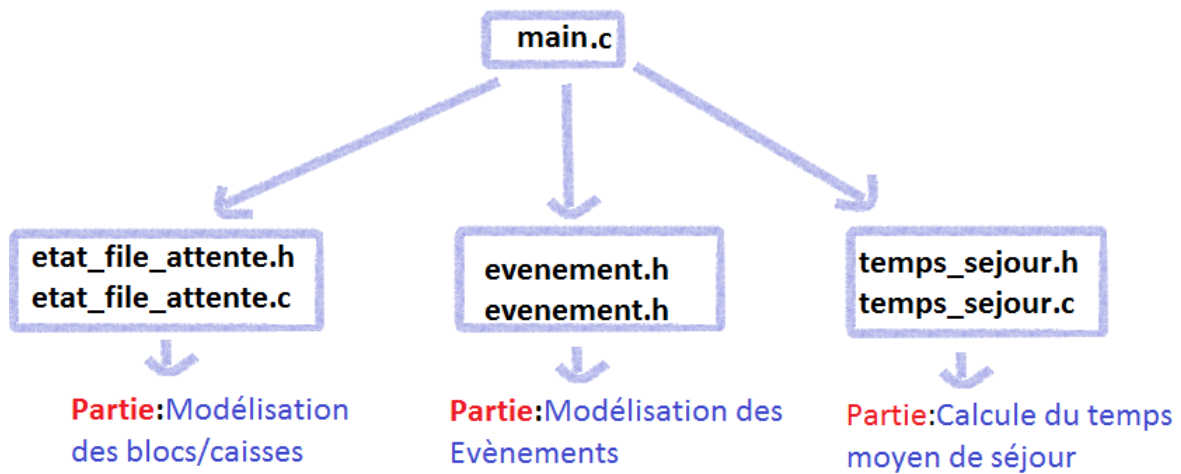 main.c
etat_file_attente.h
etat_file_attente.c
evenement.h
evenement.h
temps_sejour.h
temps_sejour.c
Partie:Modélisation
des blocs/caisses
Partie:Modélisation des
Evènements
Partie:Calcule du temps
moyen de séjour